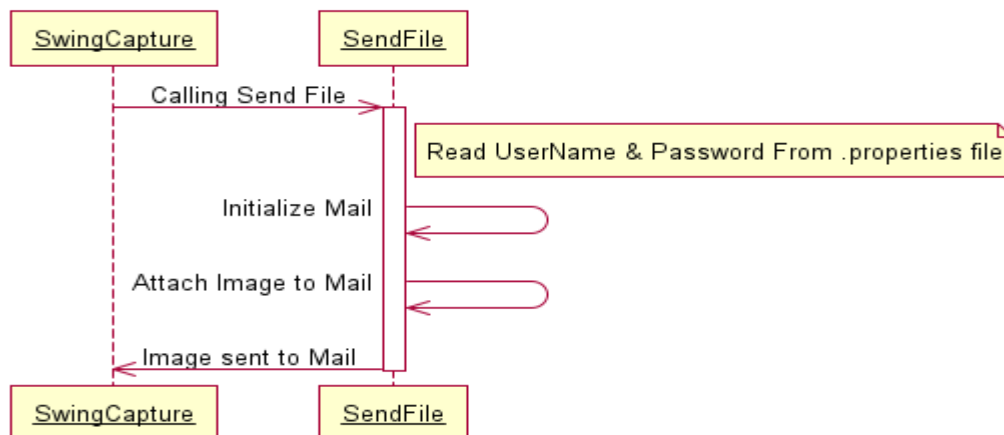 SwingCapture
SendFile
Calling Send File
Read UserName & Password From .properties file
Initialize Mail
Attach Image to Mail
Image sent to Mail
SwingCapture
SendFile